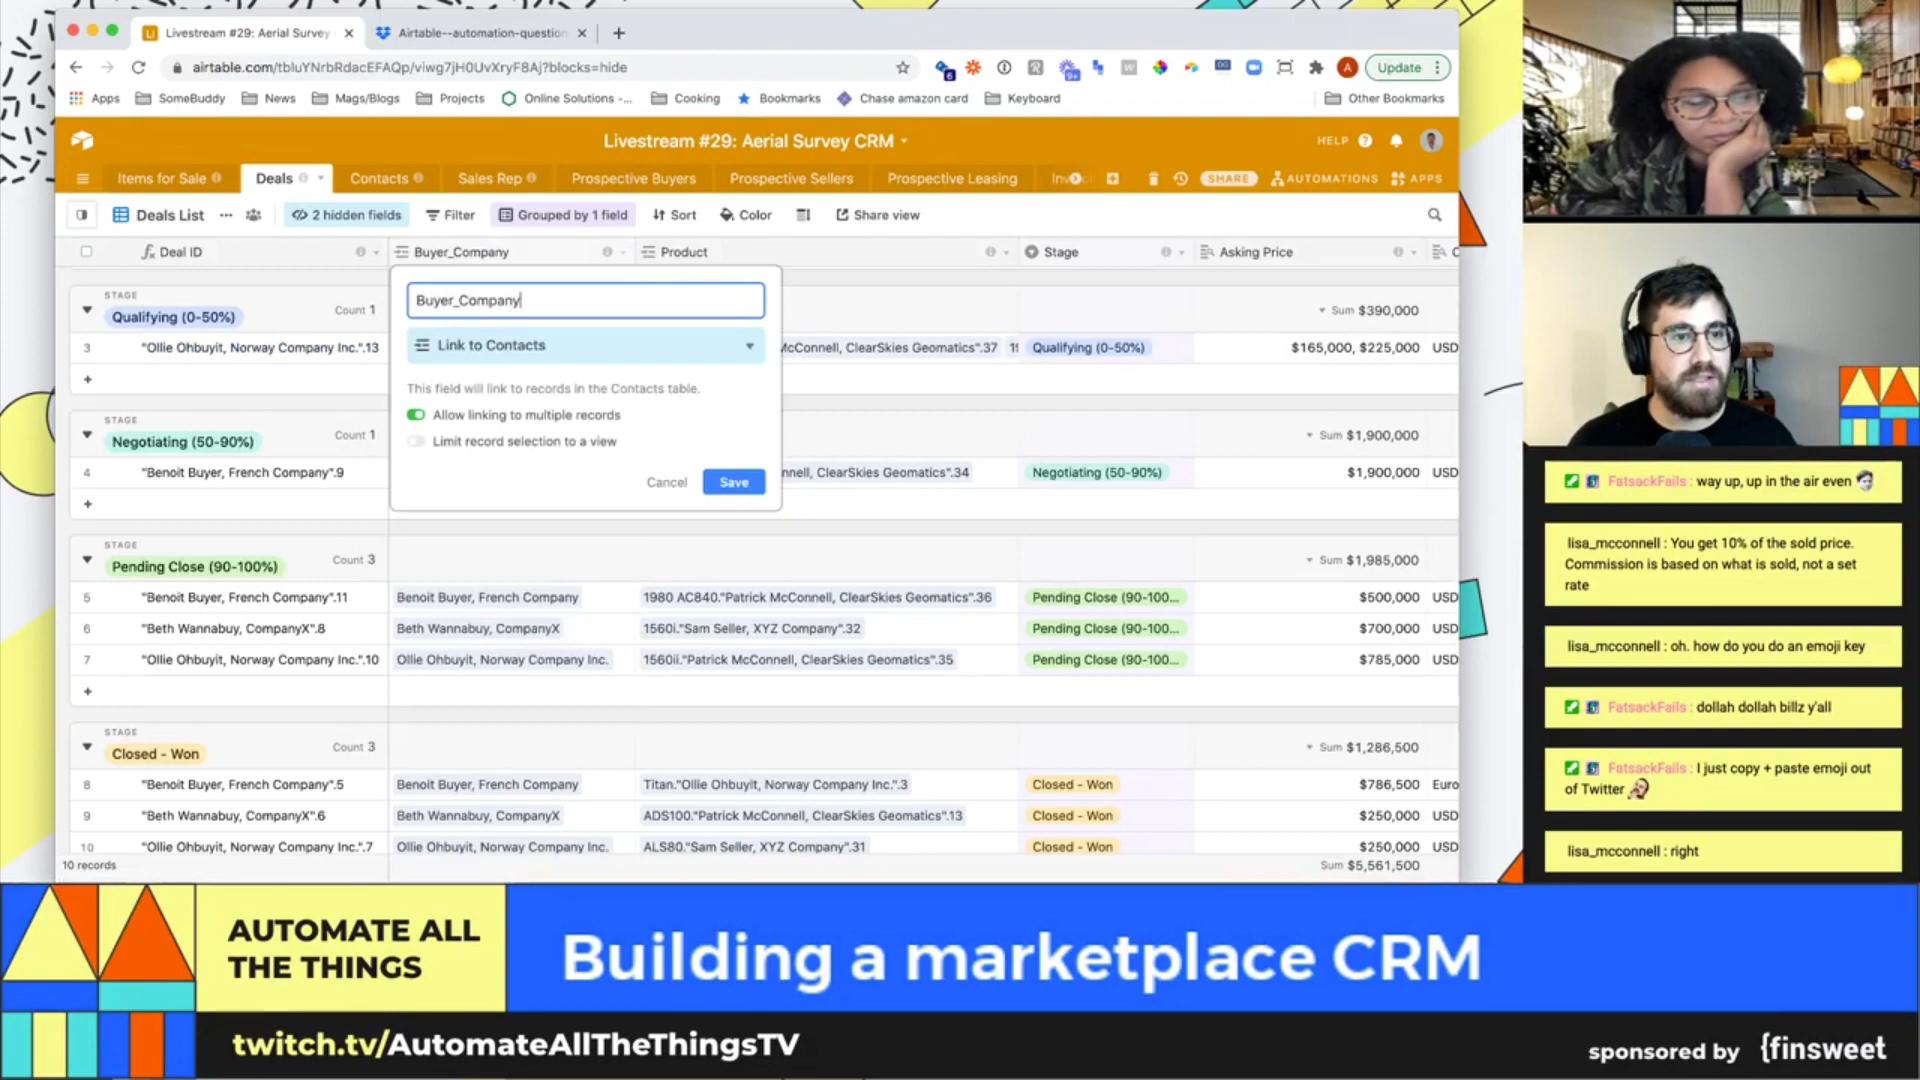 Livestream #29: Aerial Survey
Airtable--automation-question
airtable.com/tbluYNrbRdacEFAQp/viwg7jH0UvXryF8Aj?blocks=hide
6
9+
A
Update
Apps
SomeBuddy
News
Mags/Blogs
Projects
Online Solutions -...
Cooking
Bookmarks
Chase amazon card
Keyboard
Other Bookmarks
Livestream #29: Aerial Survey CRM
HELP
Items for Sale
Deals
Contacts
Sales Rep
Prospective Buyers
Prospective Sellers
Prospective Leasing
SHARE
AUTOMATIONS
APPS
Deals List
2 hidden fields
Filter
Grouped by 1 field
Sort
Color
Share view
Deal ID
Buyer_Company
Product
Stage
Asking Price
C
Buyer_Company
Link to Contacts
This field will link to records in the Contacts table.
Allow linking to multiple records
Limit record selection to a view
Cancel
Save
STAGE
Qualifying (0-50%)
Count 1
Sum $390,000
3 "Ollie Ohbuyit, Norway Company Inc.".13 McConnell, ClearSkies Geomatics".37 Qualifying (0-50%) $165,000, $225,000 USD
+
STAGE
Negotiating (50-90%)
Count 1
Sum $1,900,000
4 "Benoit Buyer, French Company".9 nnell, ClearSkies Geomatics".34 Negotiating (50-90%) $1,900,000 USD
+
STAGE
Pending Close (90-100%)
Count 3
Sum $1,985,000
5 "Benoit Buyer, French Company".11 Benoit Buyer, French Company 1980 AC840."Patrick McConnell, ClearSkies Geomatics".36 Pending Close (90-100... $500,000 USD
6 "Beth Wannabuy, CompanyX".8 Beth Wannabuy, CompanyX 1560i."Sam Seller, XYZ Company".32 Pending Close (90-100... $700,000 USD
7 "Ollie Ohbuyit, Norway Company Inc.".10 Ollie Ohbuyit, Norway Company Inc. 1560ii."Patrick McConnell, ClearSkies Geomatics".35 Pending Close (90-100... $785,000 USD
+
STAGE
Closed - Won
Count 3
Sum $1,286,500
8 "Benoit Buyer, French Company".5 Benoit Buyer, French Company Titan."Ollie Ohbuyit, Norway Company Inc.".3 Closed - Won $786,500 Euro
9 "Beth Wannabuy, CompanyX".6 Beth Wannabuy, CompanyX ADS100."Patrick McConnell, ClearSkies Geomatics".13 Closed - Won $250,000 USD
10 "Ollie Ohbuyit, Norway Company Inc.".7 Ollie Ohbuyit, Norway Company Inc. ALS80."Sam Seller, XYZ Company".31 Closed - Won $250,000 USD
10 records
Sum $5,561,500
FatsackFails : way up, up in the air even
lisa_mcconnell : You get 10% of the sold price.
Commission is based on what is sold, not a set
rate
lisa_mcconnell : oh. how do you do an emoji key
FatsackFails : dollah dollah billz y'all
FatsackFails : I just copy + paste emoji out
of Twitter
lisa_mcconnell : right
AUTOMATE ALL
THE THINGS
Building a marketplace CRM
twitch.tv/AutomateAllTheThingsTV
sponsored by {finsweet